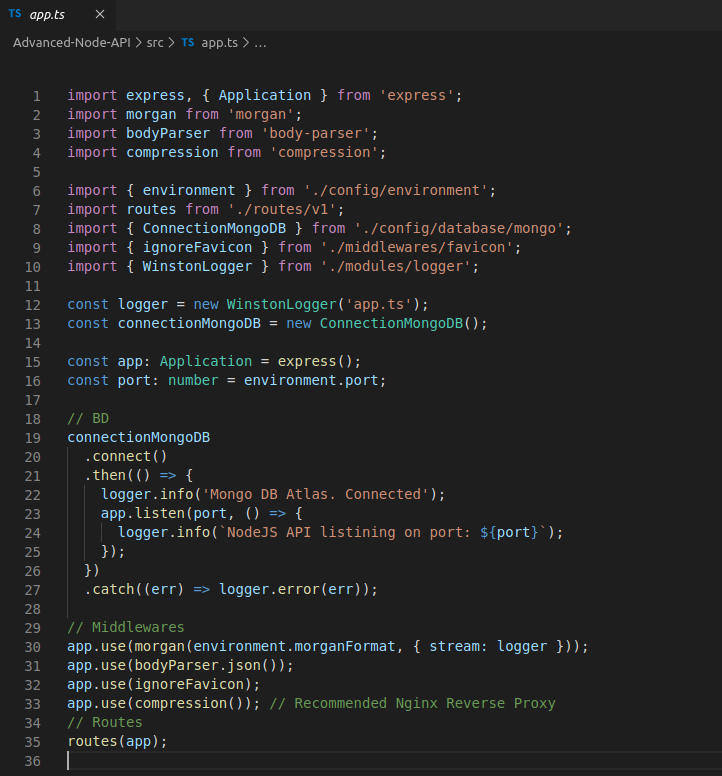 TS app.ts ×
Advanced-Node-API > src > TS app.ts > ...
1 import express, { Application } from 'express';
2 import morgan from 'morgan';
3 import bodyParser from 'body-parser';
4 import compression from 'compression';
5
6 import { environment } from './config/environment';
7 import routes from './routes/v1';
8 import { ConnectionMongoDB } from './config/database/mongo';
9 import { ignoreFavicon } from './middlewares/favicon';
10 import { WinstonLogger } from './modules/logger';
11
12 const logger = new WinstonLogger('app.ts');
13 const connectionMongoDB = new ConnectionMongoDB();
14
15 const app: Application = express();
16 const port: number = environment.port;
17
18 // BD
19 connectionMongoDB
20   .connect()
21   .then(() => {
22     logger.info('Mongo DB Atlas. Connected');
23     app.listen(port, () => {
24       logger.info(`NodeJS API listining on port: ${port}`);
25     });
26   })
27   .catch((err) => logger.error(err));
28
29 // Middlewares
30 app.use(morgan(environment.morganFormat, { stream: logger }));
31 app.use(bodyParser.json());
32 app.use(ignoreFavicon);
33 app.use(compression()); // Recommended Nginx Reverse Proxy
34 // Routes
35 routes(app);
36